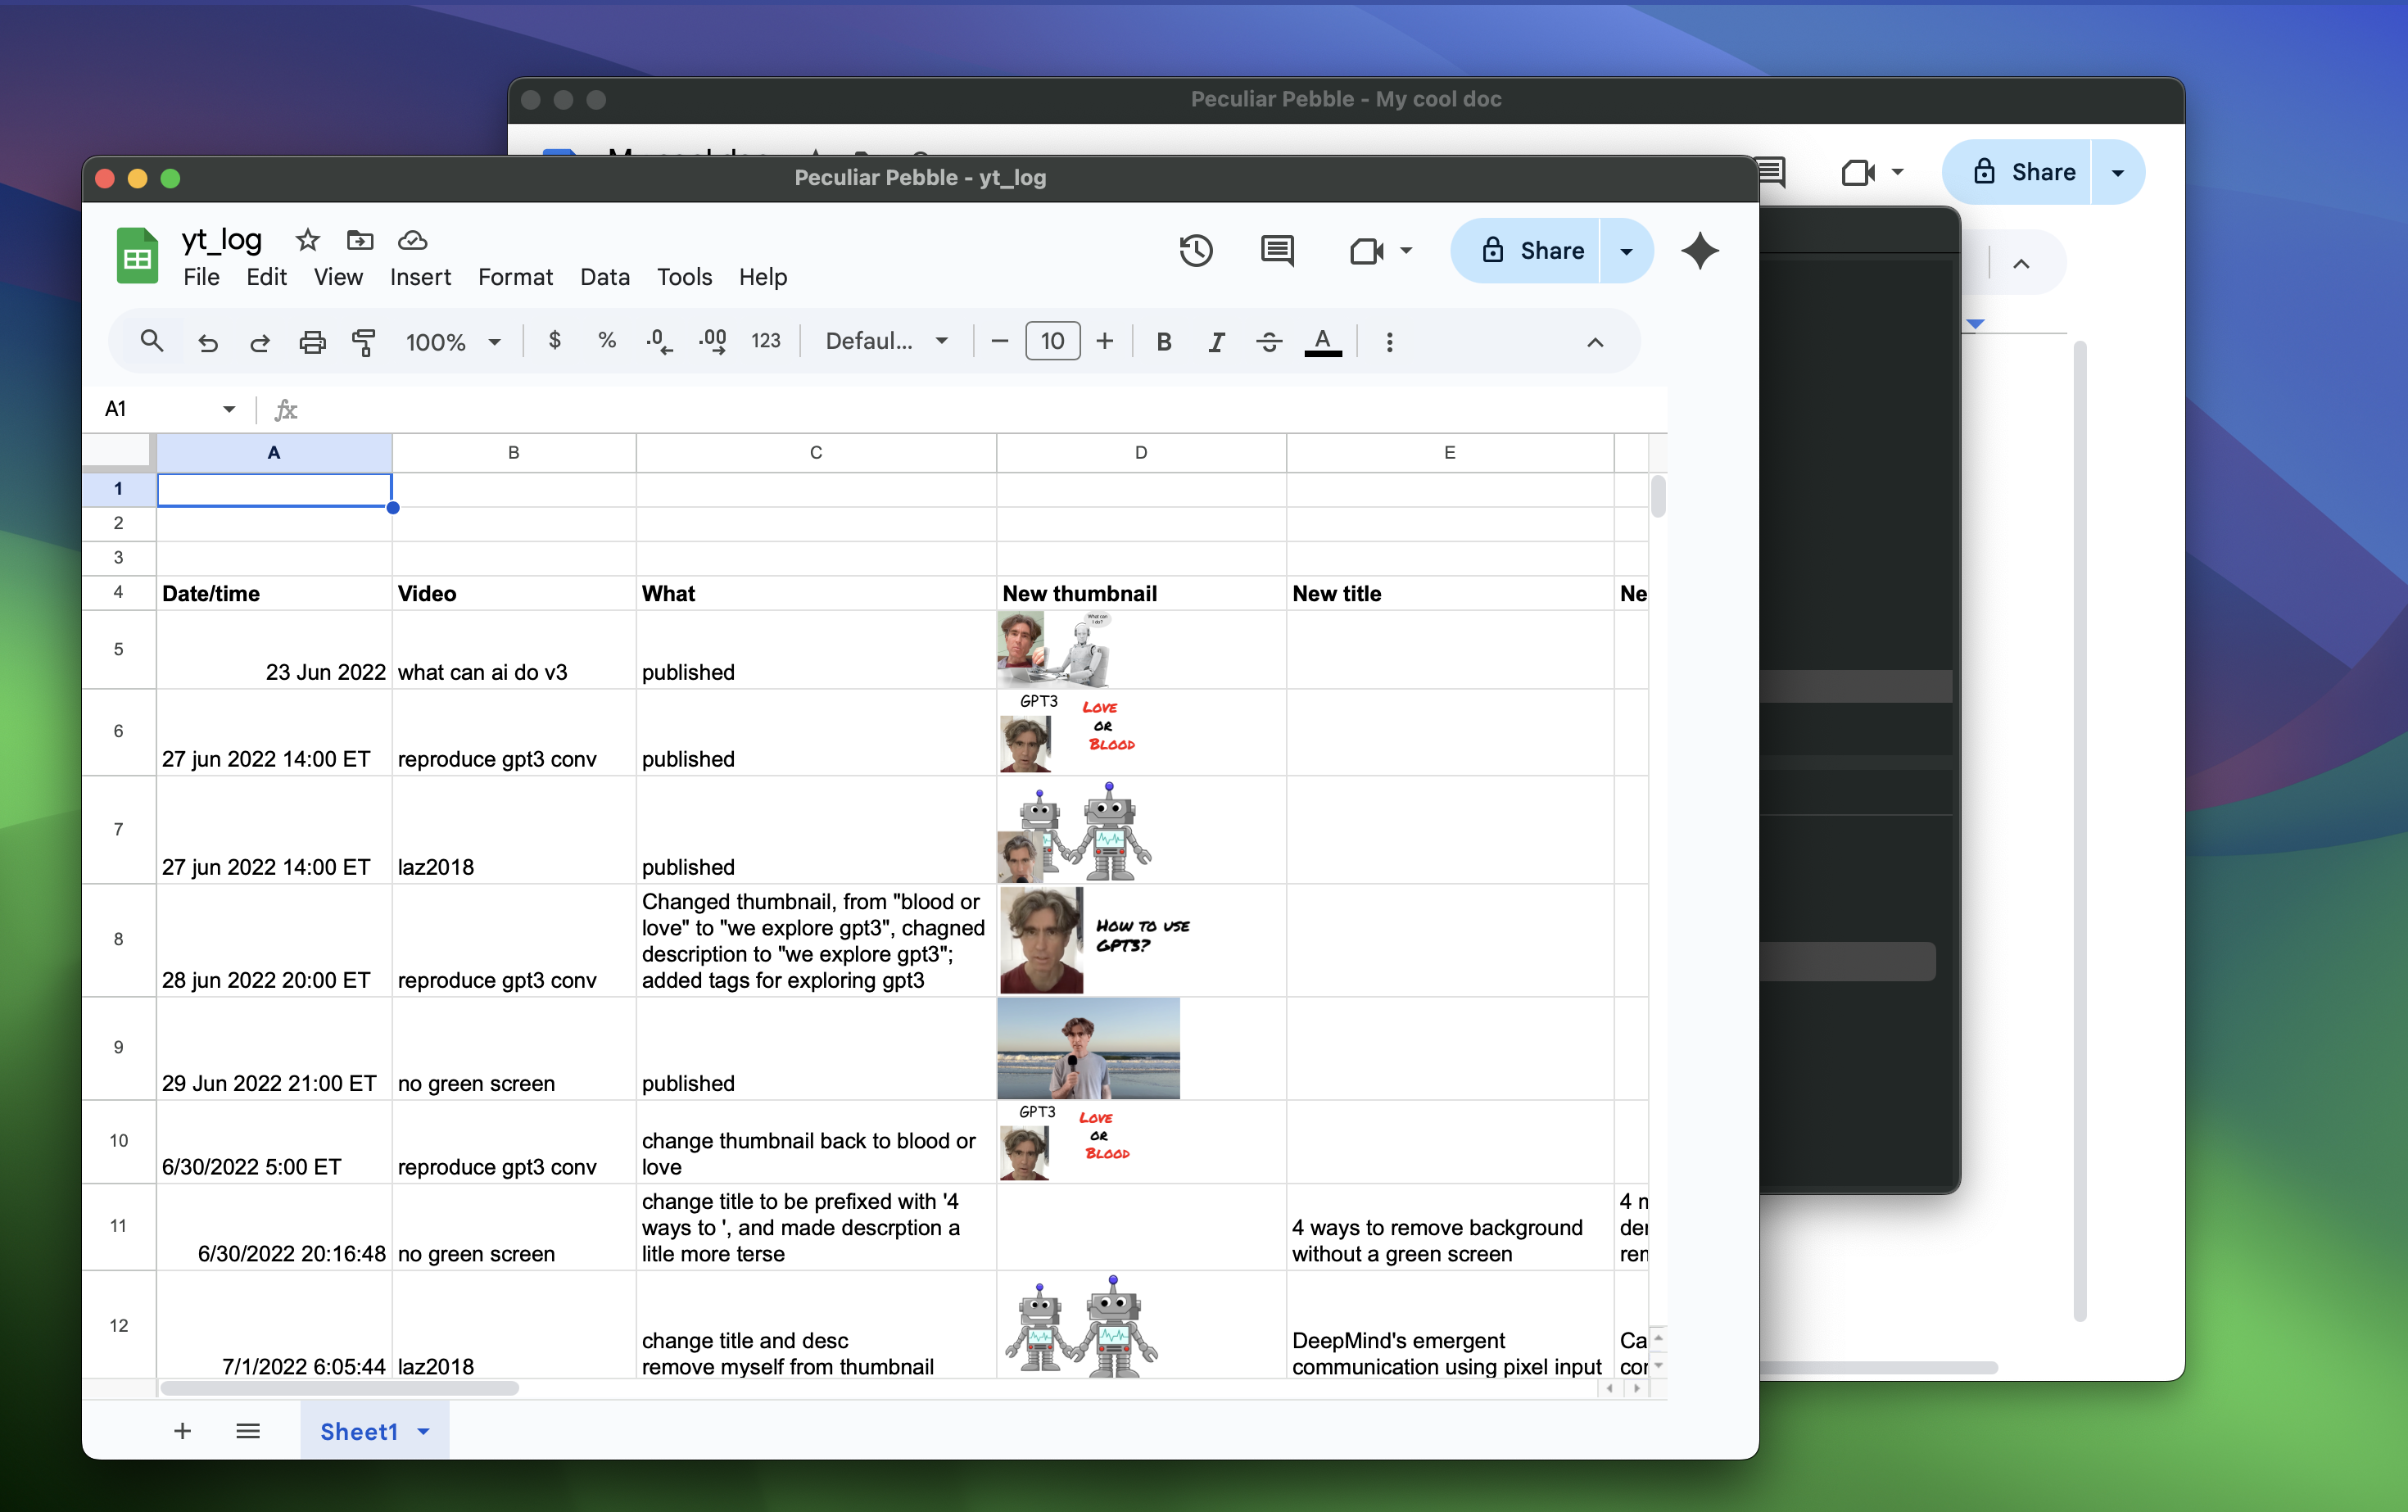 Peculiar Pebble - My cool doc
Share
Peculiar Pebble - yt_log
yt_log
File Edit View Insert Format Data Tools Help
Share
100% $ % .0 .00 123 Defaul... − 10 + B I S A
A1 fx
A B C D E
1
2
3
4 Date/time Video What New thumbnail New title Ne
What can
I do?
5 23 Jun 2022 what can ai do v3 published
GPT3 Love
or
Blood
6 27 jun 2022 14:00 ET reproduce gpt3 conv published
7 27 jun 2022 14:00 ET laz2018 published
Changed thumbnail, from "blood or
love" to "we explore gpt3", chagned
description to "we explore gpt3";
8 28 jun 2022 20:00 ET reproduce gpt3 conv added tags for exploring gpt3
How to use
GPT3?
9 29 Jun 2022 21:00 ET no green screen published
GPT3 Love
or
Blood
change thumbnail back to blood or
10 6/30/2022 5:00 ET reproduce gpt3 conv love
change title to be prefixed with '4
ways to ', and made descrption a
litle more terse
11 6/30/2022 20:16:48 no green screen
4 ways to remove background
without a green screen
4 n
der
ren
change title and desc
remove myself from thumbnail
12 7/1/2022 6:05:44 laz2018
DeepMind's emergent
communication using pixel input
Ca
cor
+ Sheet1